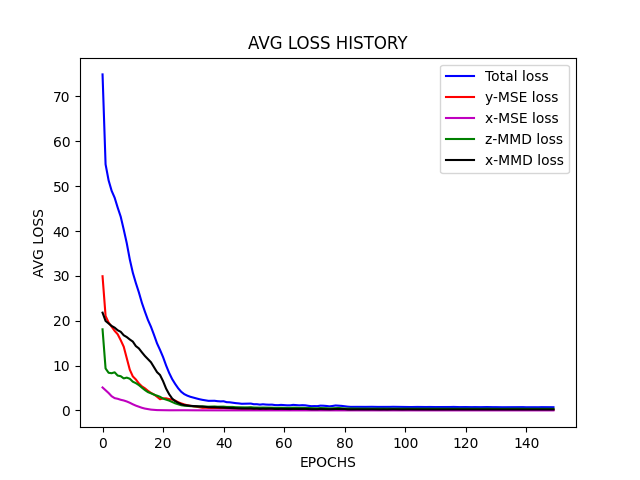 AVG LOSS HISTORY
Total loss
y-MSE loss
x-MSE loss
z-MMD loss
x-MMD loss
AVG LOSS
70
60
50
40
30
20
10
0
0 20 40 60 80 100 120 140
EPOCHS